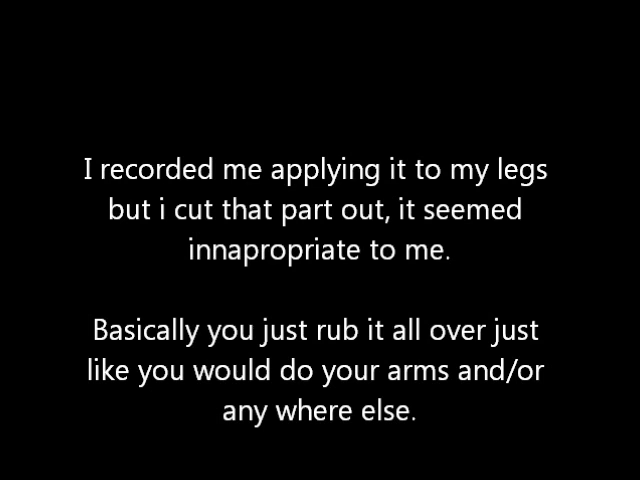 I recorded me applying it to my legs
but i cut that part out, it seemed
innapropriate to me.
Basically you just rub it all over just
like you would do your arms and/or
any where else.